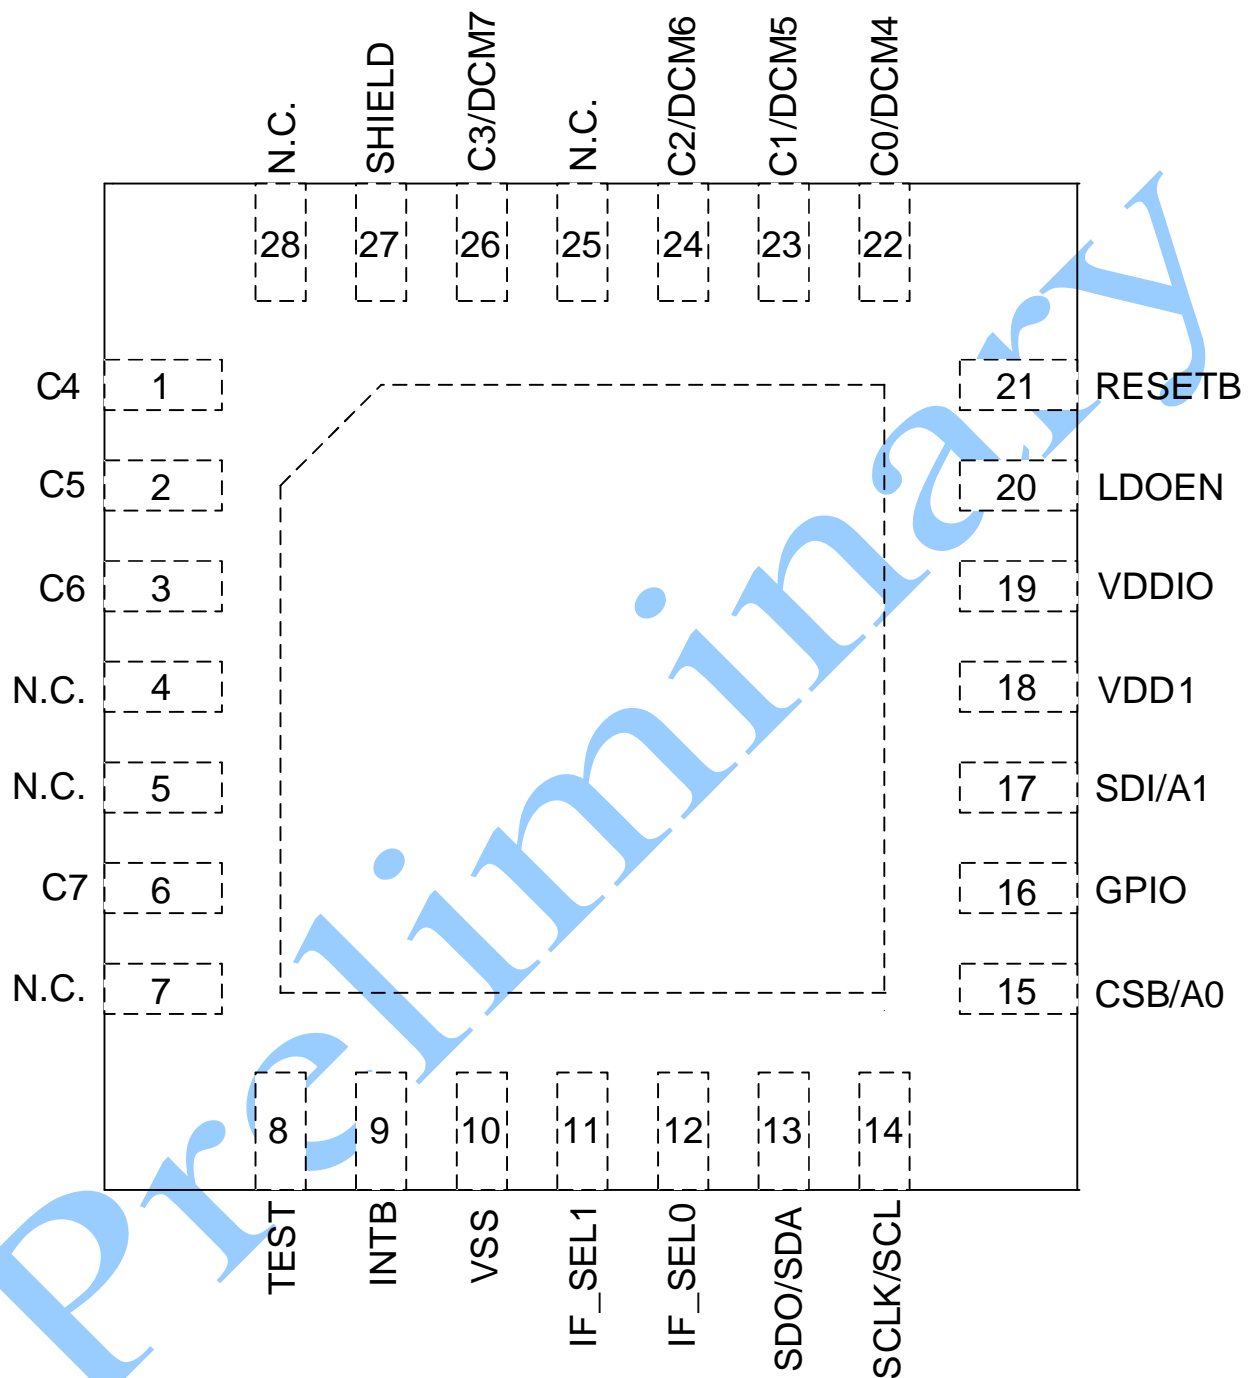 N.C.
SHIELD
C3/DCM7
N.C.
C2/DCM6
C1/DCM5
C0/DCM4
28
27
26
25
24
23
22
C4
1
21
RESETB
C5
2
20
LDOEN
C6
3
19
VDDIO
N.C.
4
18
VDD1
N.C.
5
17
SDI/A1
C7
6
16
GPIO
N.C.
7
15
CSB/A0
8
9
10
11
12
13
14
TEST
INTB
VSS
IF_SEL1
IF_SEL0
SDO/SDA
SCLK/SCL
Preliminary